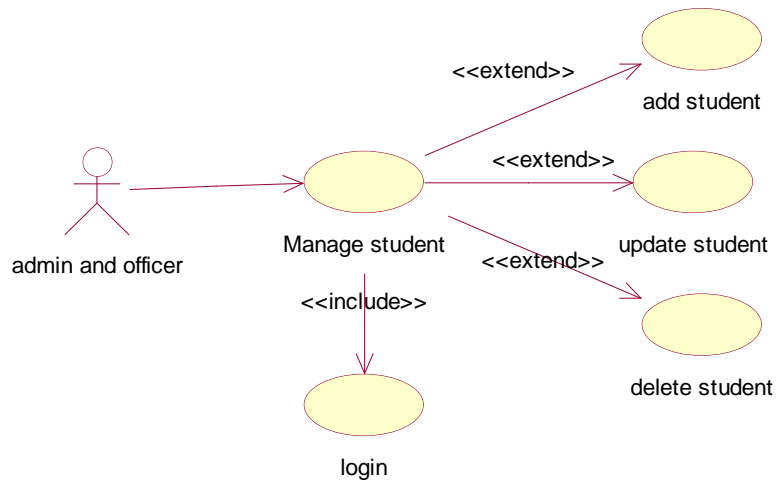 <<extend>>
add student
<<extend>>
admin and officer
Manage student
update student
<<extend>>
<<include>>
delete student
login